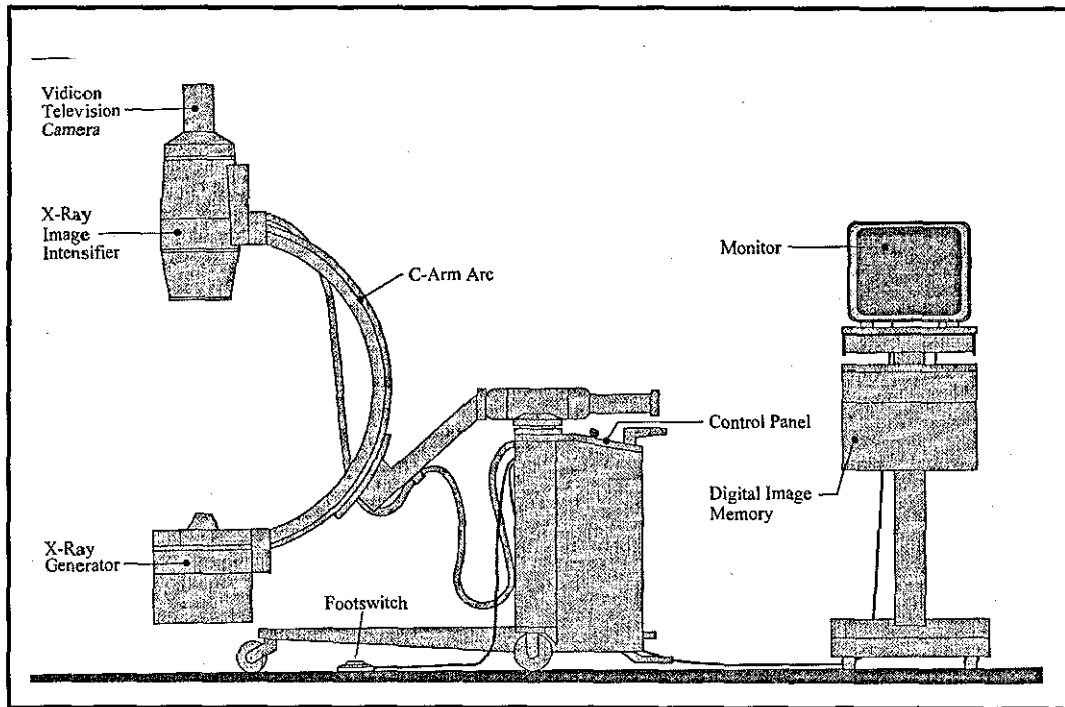 Vidicon
Television
Camera
X-Ray
Image
Intensifier
C-Arm Arc
Monitor
Control Panel
Digital Image
Memory
X-Ray
Generator
Footswitch